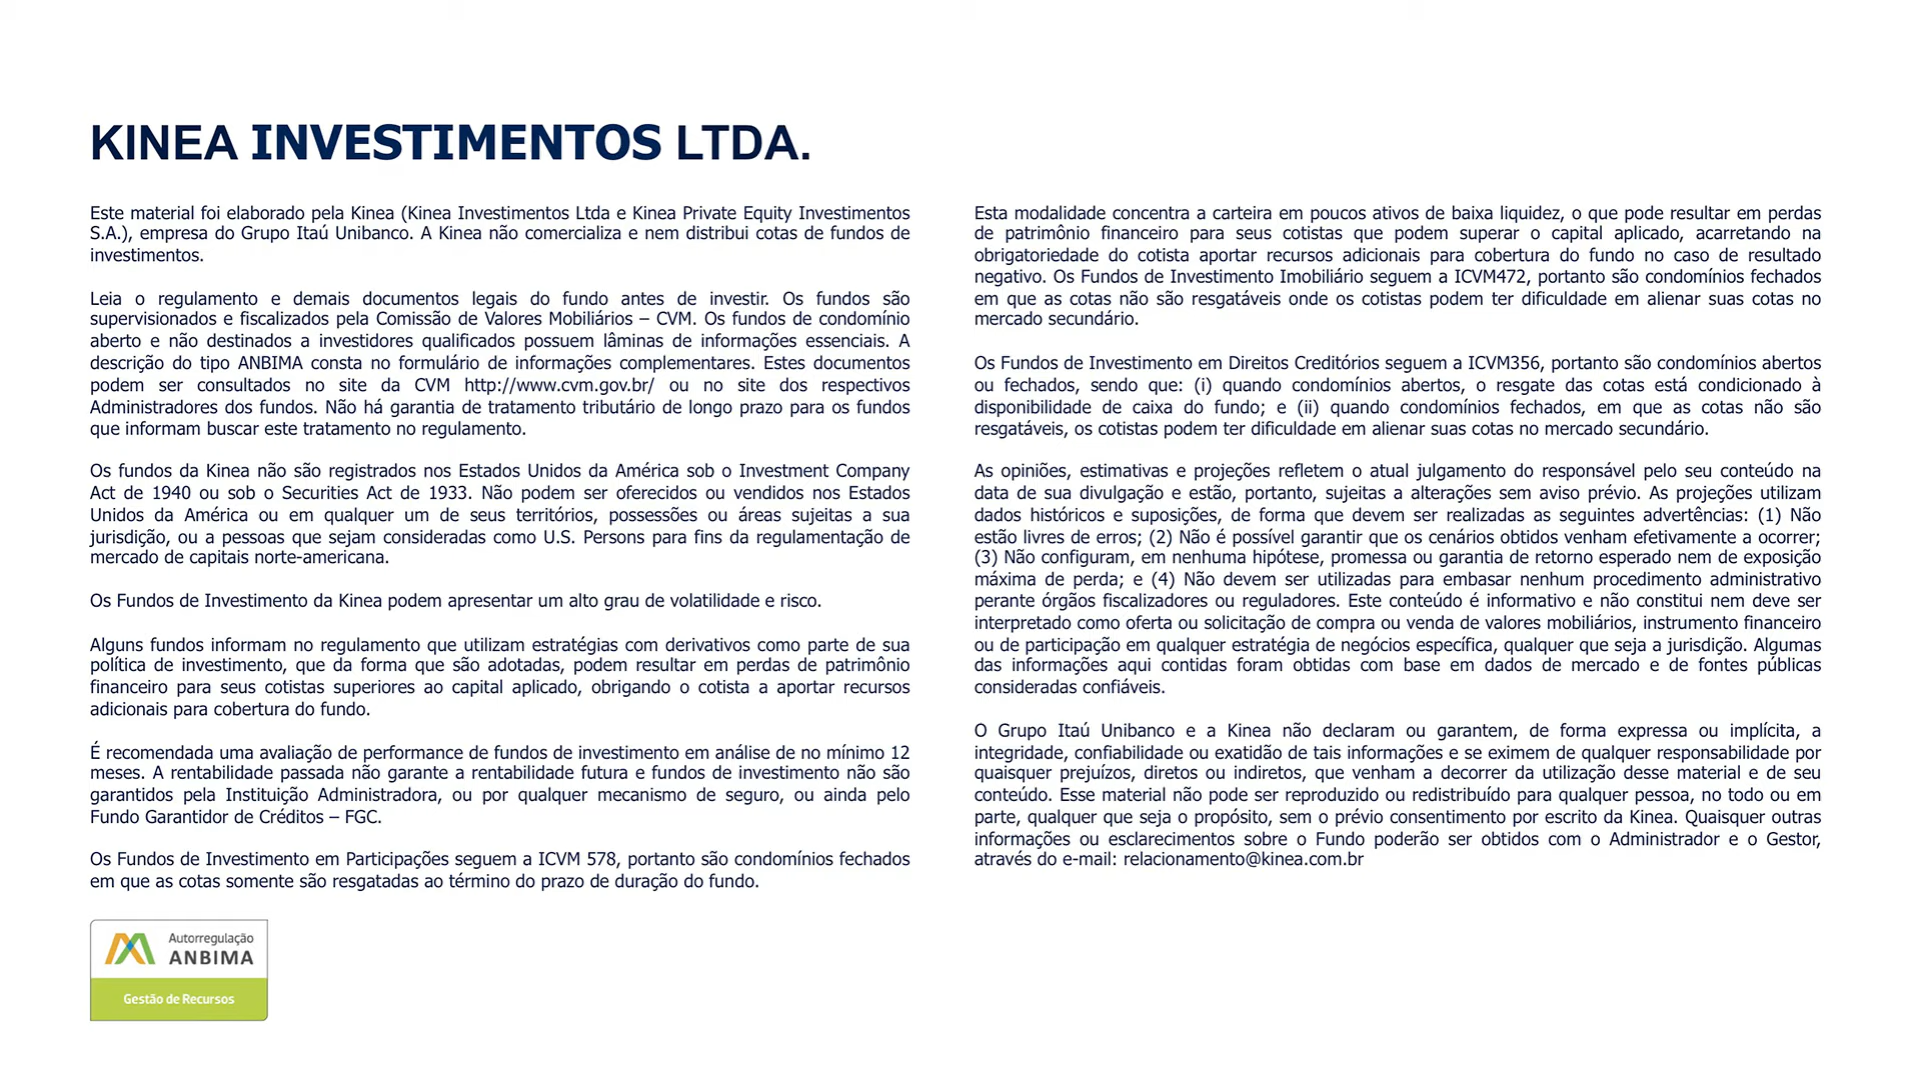 KINEA INVESTIMENTOS LTDA.
Este material foi elaborado pela Kinea (Kinea Investimentos Ltda e Kinea Private Equity Investimentos
S.A.), empresa do Grupo Itaú Unibanco. A Kinea não comercializa e nem distribui cotas de fundos de
investimentos.
Leia o regulamento e demais documentos legais do fundo antes de investir. Os fundos são
supervisionados e fiscalizados pela Comissão de Valores Mobiliários – CVM. Os fundos de condomínio
aberto e não destinados a investidores qualificados possuem lâminas de informações essenciais. A
descrição do tipo ANBIMA consta no formulário de informações complementares. Estes documentos
podem ser consultados no site da CVM http://www.cvm.gov.br/ ou no site dos respectivos
Administradores dos fundos. Não há garantia de tratamento tributário de longo prazo para os fundos
que informam buscar este tratamento no regulamento.
Os fundos da Kinea não são registrados nos Estados Unidos da América sob o Investment Company
Act de 1940 ou sob o Securities Act de 1933. Não podem ser oferecidos ou vendidos nos Estados
Unidos da América ou em qualquer um de seus territórios, possessões ou áreas sujeitas a sua
jurisdição, ou a pessoas que sejam consideradas como U.S. Persons para fins da regulamentação de
mercado de capitais norte-americana.
Os Fundos de Investimento da Kinea podem apresentar um alto grau de volatilidade e risco.
Alguns fundos informam no regulamento que utilizam estratégias com derivativos como parte de sua
política de investimento, que da forma que são adotadas, podem resultar em perdas de patrimônio
financeiro para seus cotistas superiores ao capital aplicado, obrigando o cotista a aportar recursos
adicionais para cobertura do fundo.
É recomendada uma avaliação de performance de fundos de investimento em análise de no mínimo 12
meses. A rentabilidade passada não garante a rentabilidade futura e fundos de investimento não são
garantidos pela Instituição Administradora, ou por qualquer mecanismo de seguro, ou ainda pelo
Fundo Garantidor de Créditos – FGC.
Os Fundos de Investimento em Participações seguem a ICVM 578, portanto são condomínios fechados
em que as cotas somente são resgatadas ao término do prazo de duração do fundo.
Esta modalidade concentra a carteira em poucos ativos de baixa liquidez, o que pode resultar em perdas
de patrimônio financeiro para seus cotistas que podem superar o capital aplicado, acarretando na
obrigatoriedade do cotista aportar recursos adicionais para cobertura do fundo no caso de resultado
negativo. Os Fundos de Investimento Imobiliário seguem a ICVM472, portanto são condomínios fechados
em que as cotas não são resgatáveis onde os cotistas podem ter dificuldade em alienar suas cotas no
mercado secundário.
Os Fundos de Investimento em Direitos Creditórios seguem a ICVM356, portanto são condomínios abertos
ou fechados, sendo que: (i) quando condomínios abertos, o resgate das cotas está condicionado à
disponibilidade de caixa do fundo; e (ii) quando condomínios fechados, em que as cotas não são
resgatáveis, os cotistas podem ter dificuldade em alienar suas cotas no mercado secundário.
As opiniões, estimativas e projeções refletem o atual julgamento do responsável pelo seu conteúdo na
data de sua divulgação e estão, portanto, sujeitas a alterações sem aviso prévio. As projeções utilizam
dados históricos e suposições, de forma que devem ser realizadas as seguintes advertências: (1) Não
estão livres de erros; (2) Não é possível garantir que os cenários obtidos venham efetivamente a ocorrer;
(3) Não configuram, em nenhuma hipótese, promessa ou garantia de retorno esperado nem de exposição
máxima de perda; e (4) Não devem ser utilizadas para embasar nenhum procedimento administrativo
perante órgãos fiscalizadores ou reguladores. Este conteúdo é informativo e não constitui nem deve ser
interpretado como oferta ou solicitação de compra ou venda de valores mobiliários, instrumento financeiro
ou de participação em qualquer estratégia de negócios específica, qualquer que seja a jurisdição. Algumas
das informações aqui contidas foram obtidas com base em dados de mercado e de fontes públicas
consideradas confiáveis.
O Grupo Itaú Unibanco e a Kinea não declaram ou garantem, de forma expressa ou implícita, a
integridade, confiabilidade ou exatidão de tais informações e se eximem de qualquer responsabilidade por
quaisquer prejuízos, diretos ou indiretos, que venham a decorrer da utilização desse material e de seu
conteúdo. Esse material não pode ser reproduzido ou redistribuído para qualquer pessoa, no todo ou em
parte, qualquer que seja o propósito, sem o prévio consentimento por escrito da Kinea. Quaisquer outras
informações ou esclarecimentos sobre o Fundo poderão ser obtidos com o Administrador e o Gestor,
através do e-mail: relacionamento@kinea.com.br
Autorregulação
ANBIMA
Gestão de Recursos